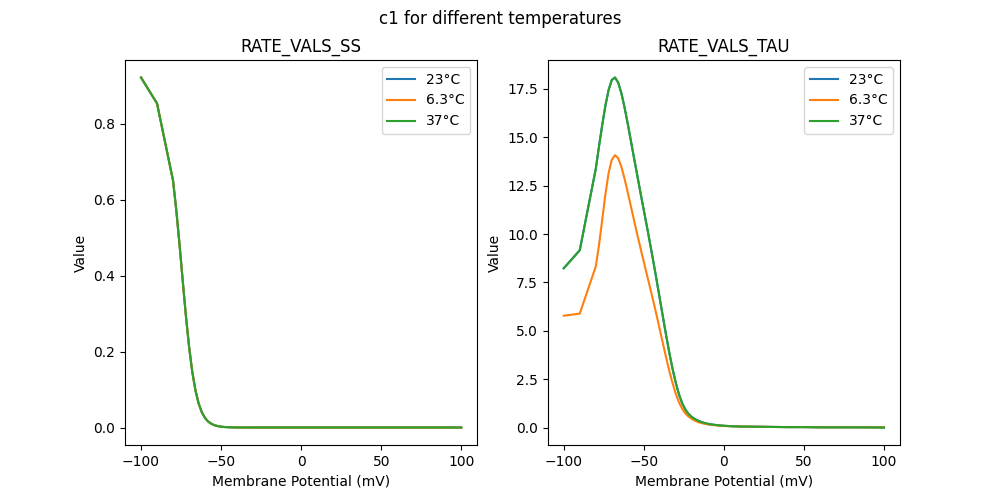 c1 for different temperatures
RATE_VALS_SS
Value
0.8
0.6
0.4
0.2
0.0
23°C
6.3°C
37°C
−100
−50
0
50
100
Membrane Potential (mV)
RATE_VALS_TAU
Value
17.5
15.0
12.5
10.0
7.5
5.0
2.5
0.0
23°C
6.3°C
37°C
−100
−50
0
50
100
Membrane Potential (mV)